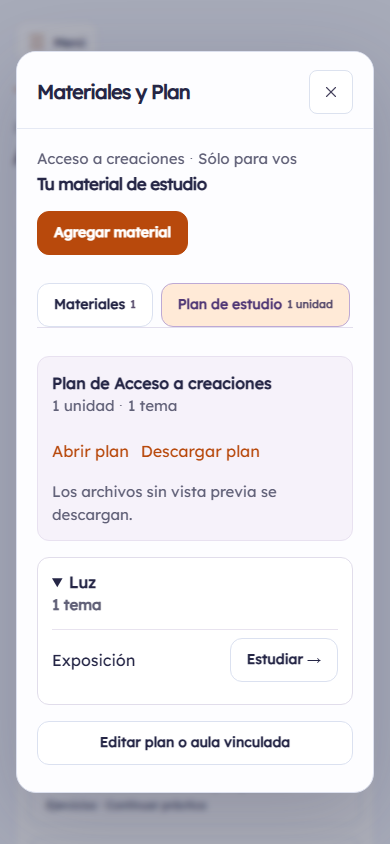 Menú
Materiales y Plan
×
Acceso a creaciones · Sólo para vos
Tu material de estudio
Agregar material
Materiales 1
Plan de estudio 1 unidad
Plan de Acceso a creaciones
1 unidad · 1 tema
Abrir plan Descargar plan
Los archivos sin vista previa se
descargan.
▼ Luz
1 tema
Exposición
Estudiar →
Editar plan o aula vinculada